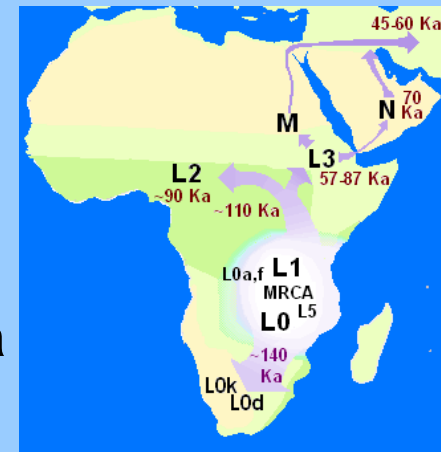 45-60 Ka
M
N
70
Ka
L3
57-87 Ka
L2
~90 Ka
~110 Ka
L0a,f
L1
MRCA
L5
L0
~140
Ka
L0k
L0d